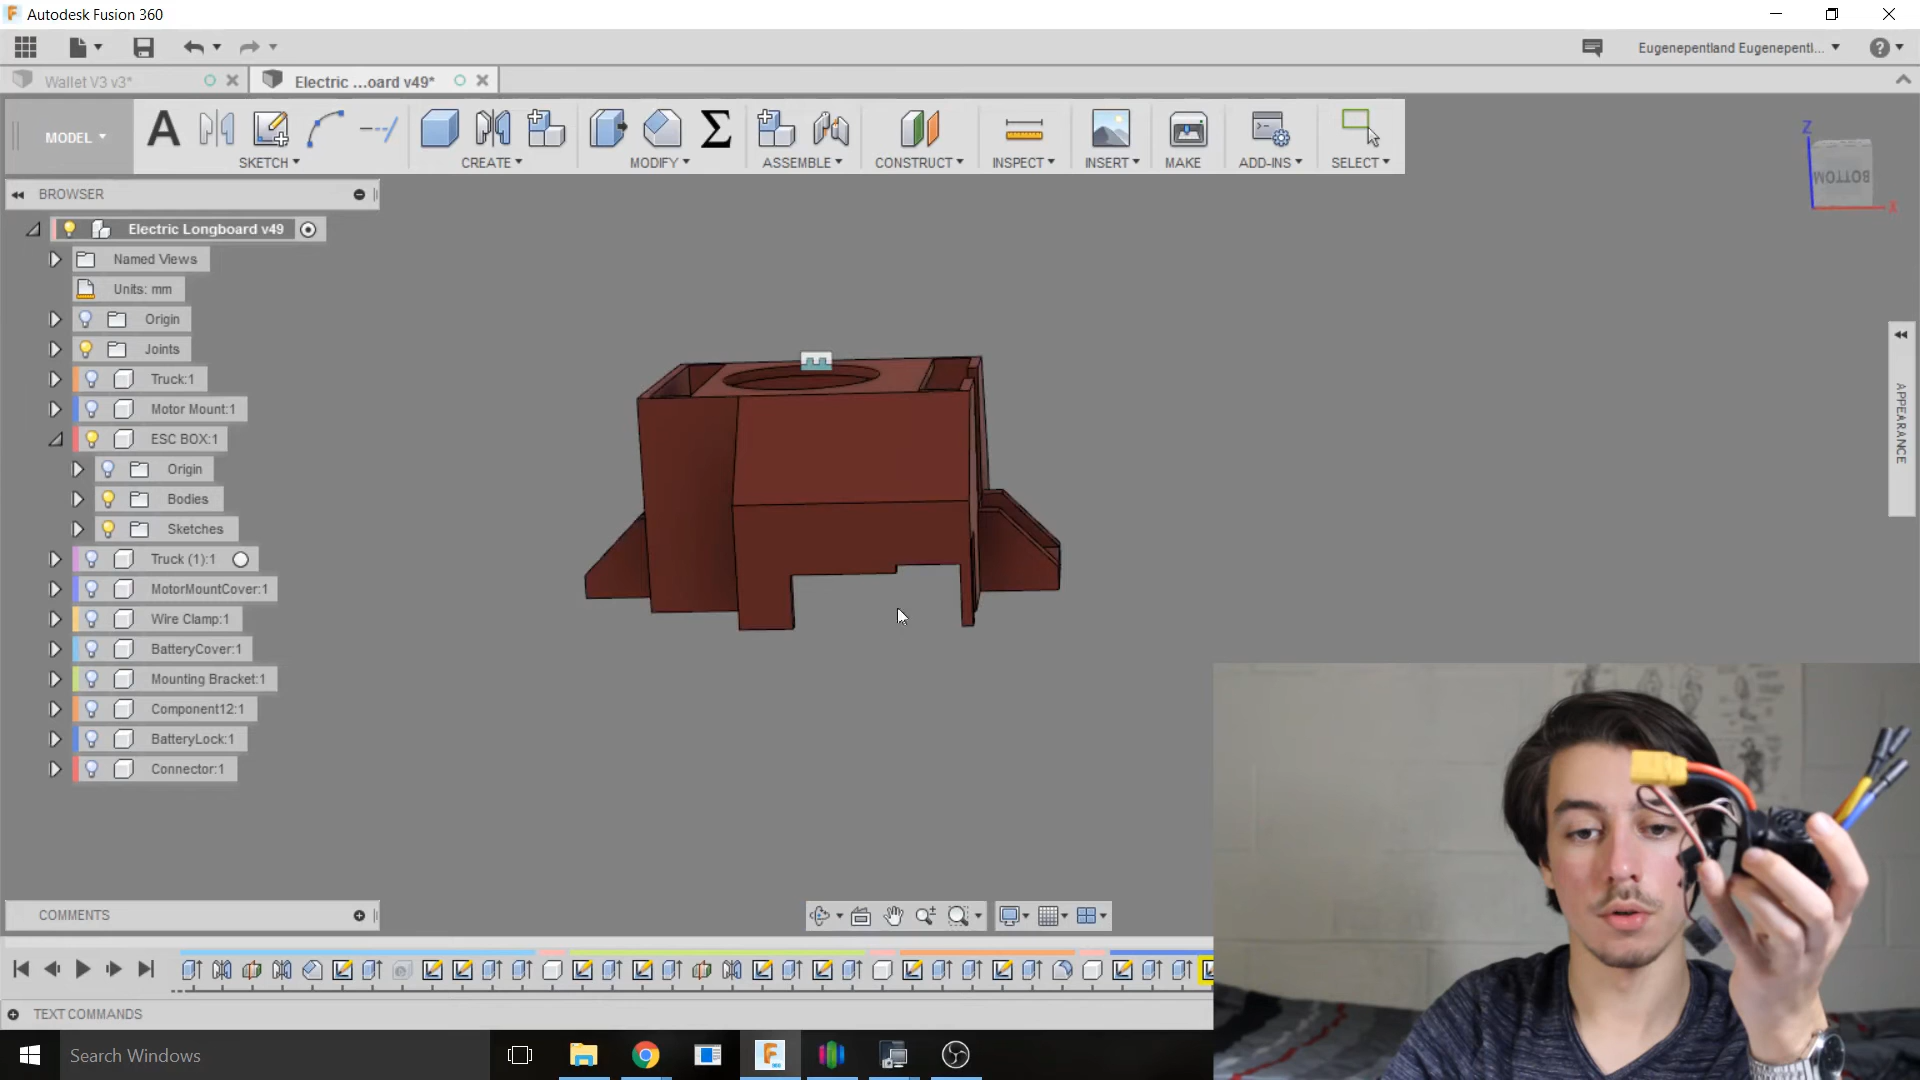 Autodesk Fusion 360
Eugenepentland Eugenepentl...
Wallet V3 v3*
Electric ...oard v49*
MODEL
A
SKETCH
CREATE
MODIFY
ASSEMBLE
CONSTRUCT
INSPECT
INSERT
MAKE
ADD-INS
SELECT
BROWSER
Electric Longboard v49
Named Views
Units: mm
Origin
Joints
Truck:1
Motor Mount:1
ESC BOX:1
Origin
Bodies
Sketches
Truck (1):1
MotorMountCover:1
Wire Clamp:1
BatteryCover:1
Mounting Bracket:1
Component12:1
BatteryLock:1
Connector:1
Z
BOTTOM
X
APPEARANCE
COMMENTS
TEXT COMMANDS
Search Windows